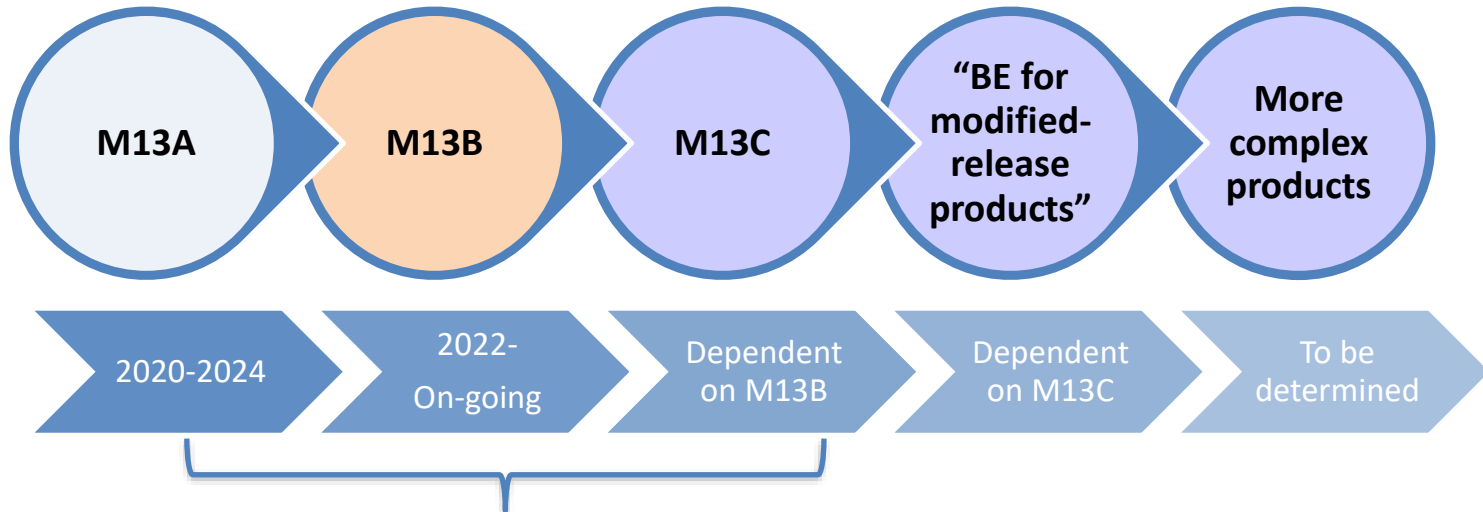 M13A
M13B
M13C
“BE for
modified-
release
products”
More
complex
products
2020-2024
2022-
On-going
Dependent
on M13B
Dependent
on M13C
To be
determined